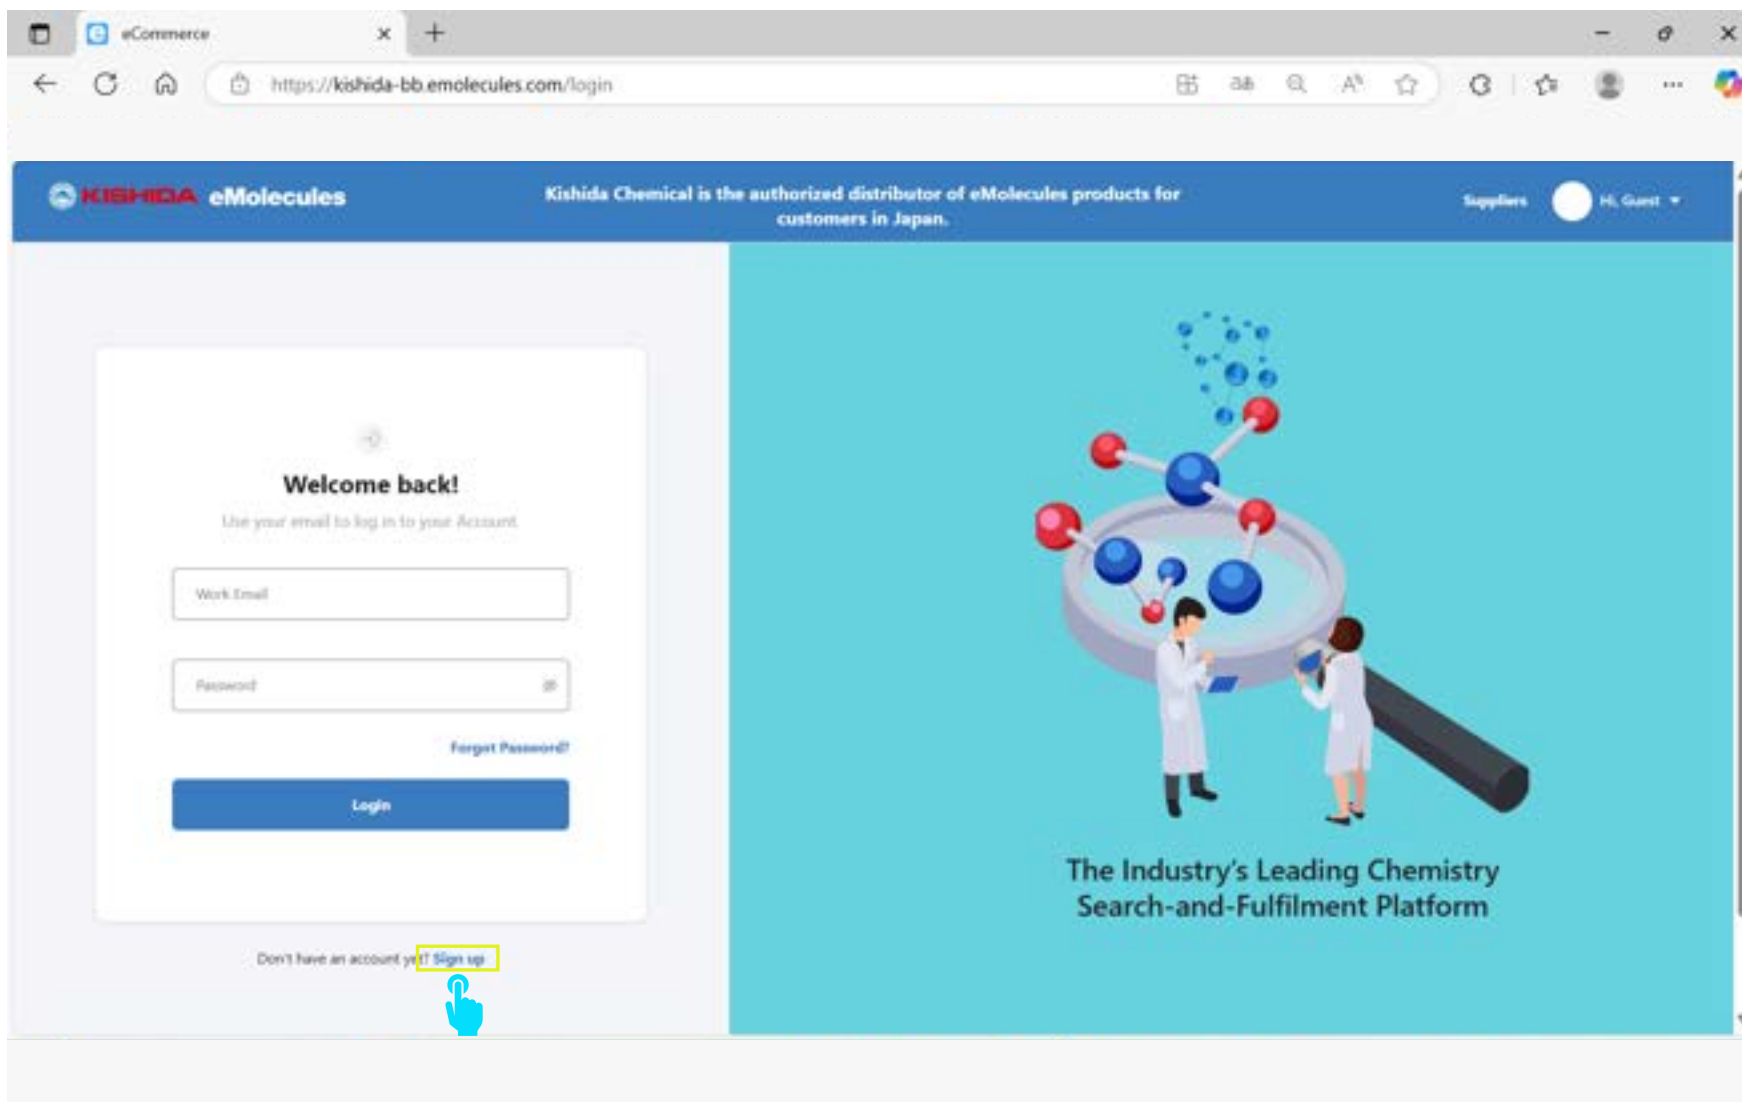 eCommerce
https://kishida-bb.emolecules.com/login
KISHIDA eMolecules
Kishida Chemical is the authorized distributor of eMolecules products for
customers in Japan.
Suppliers
Hi, Guest
Welcome back!
Use your email to log in to your Account
Work Email
Password
Forgot Password?
Login
Don't have an account yet? Sign up
The Industry's Leading Chemistry
Search-and-Fulfilment Platform